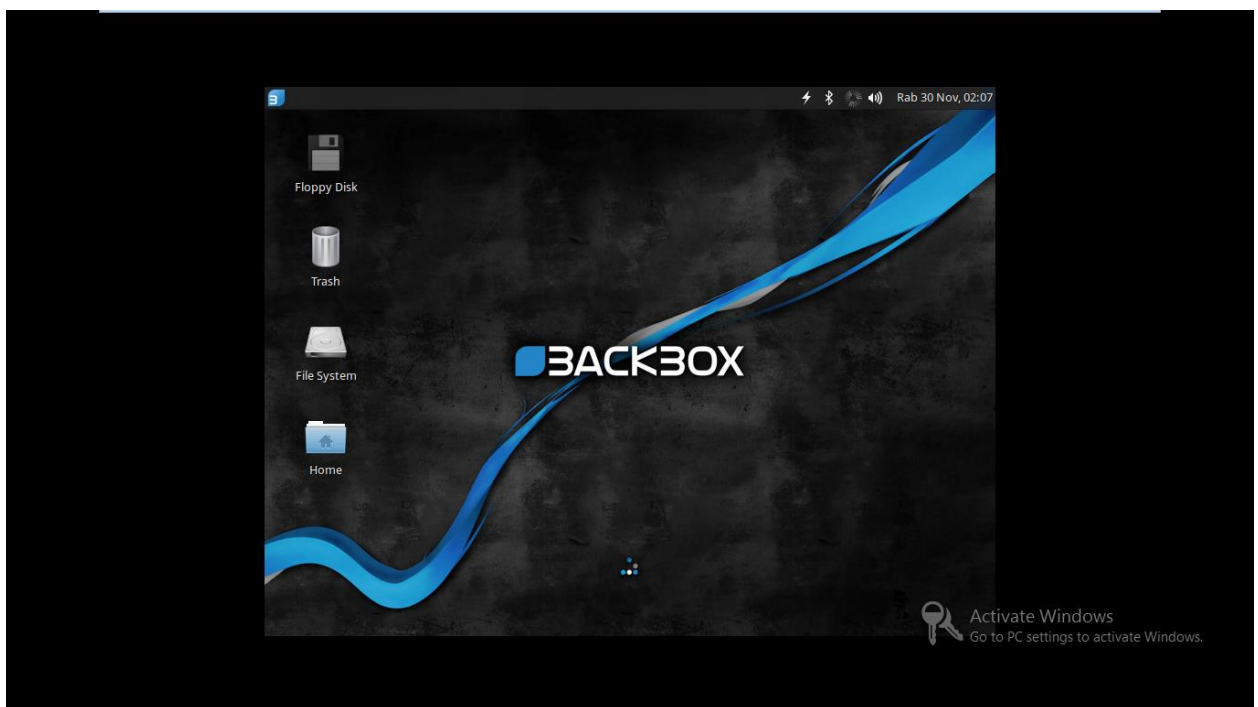 Rab 30 Nov, 02:07
Floppy Disk
Trash
File System
Home
BACKBOX
Activate Windows
Go to PC settings to activate Windows.